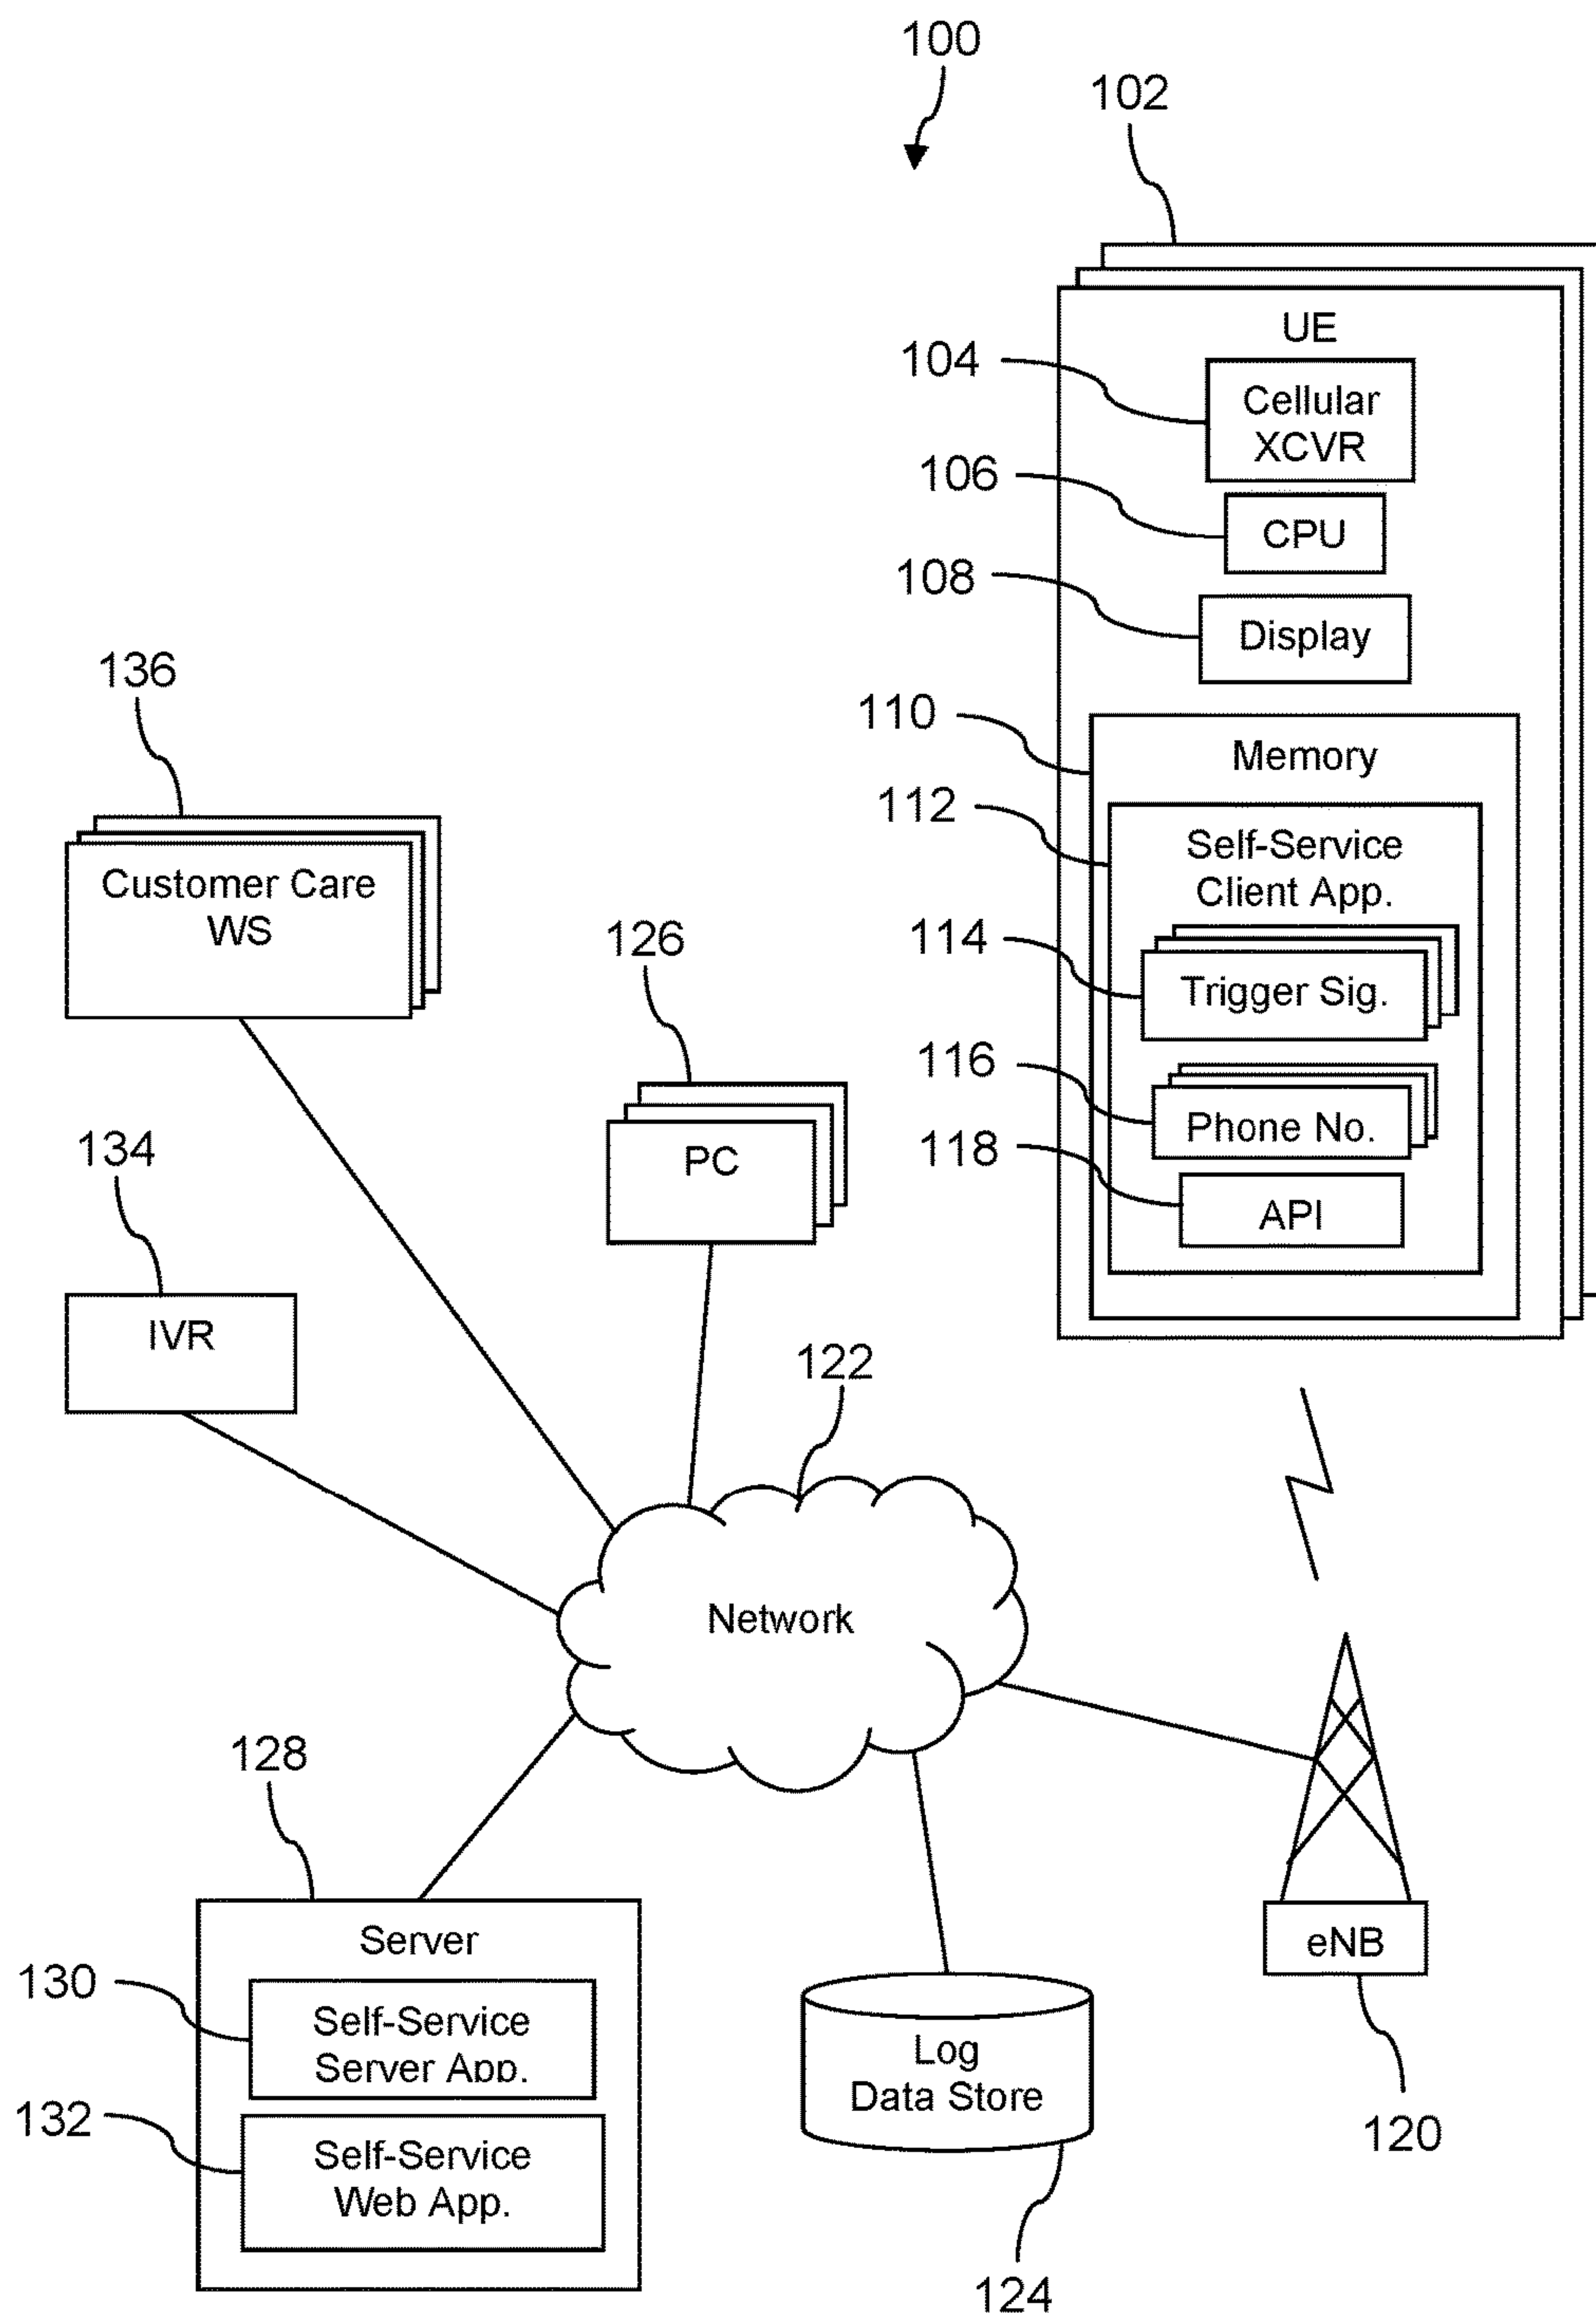 100
102
UE
104
Cellular
XCVR
106
CPU
108
Display
136
110
Memory
112
Customer Care
WS
Self-Service
Client App.
126
114
Trigger Sig.
116
Phone No.
134
PC
118
API
IVR
122
Network
128
Server
eNB
130
Self-Service
Server App.
Log
Data Store
132
120
Self-Service
Web App.
124